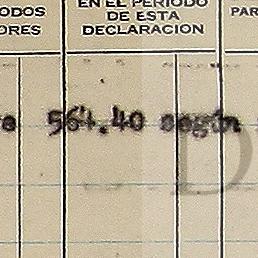 ODOS
ORES
EN EL PERIODO
DE ESTA
DECLARACION
PAR
o 564.40 según
D